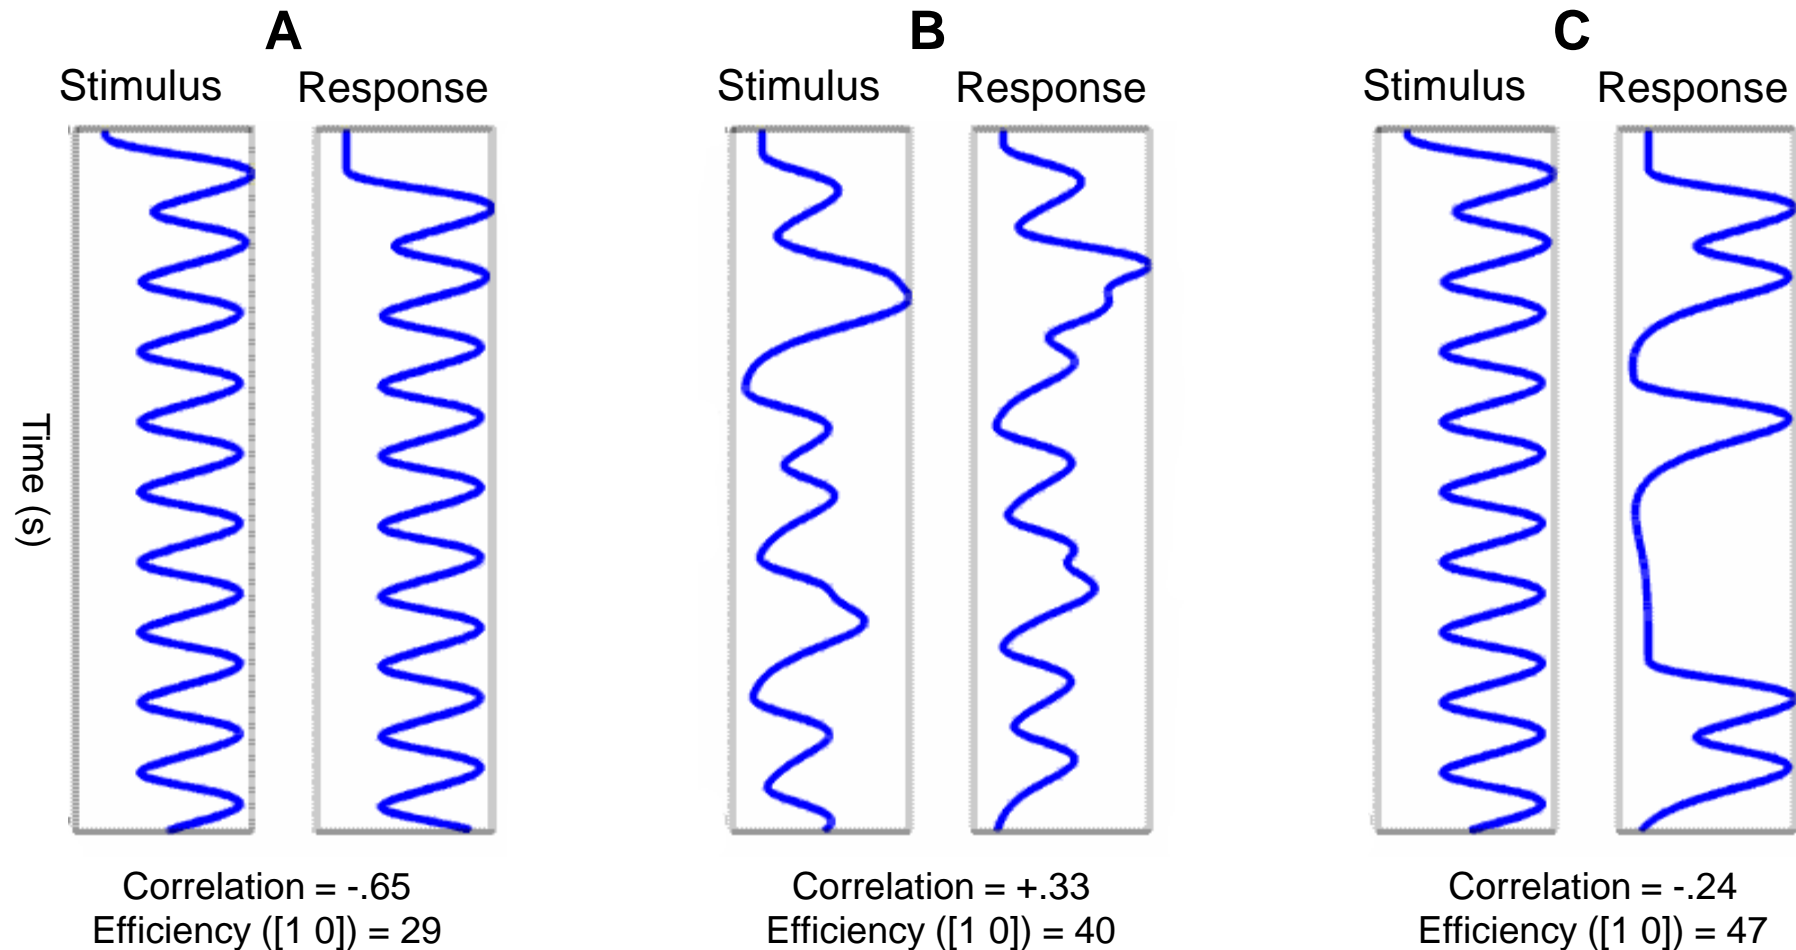 A
B
C
Stimulus
Response
Stimulus
Response
Stimulus
Response
Time (s)
Correlation = -.65
Efficiency ([1 0]) = 29
Correlation = +.33
Efficiency ([1 0]) = 40
Correlation = -.24
Efficiency ([1 0]) = 47